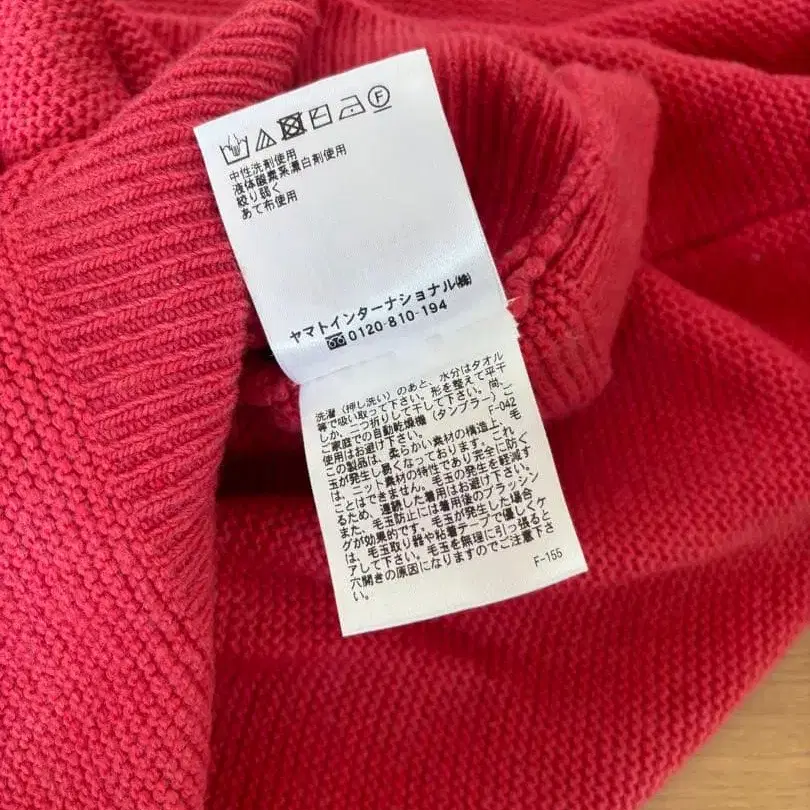 中性洗剤使用
液体酸素系漂白剤使用
絞り弱く
あて布使用
ヤマトインターナショナル㈱
0120-810-194
洗濯（押し洗い）のあと、水分はタオル
等で吸い取って下さい。形を整えて平干
しか、二つ折りして干して下さい。尚、
ご家庭での自動乾燥機（タンブラー）ご
使用はお避け下さい。 F-042
この製品は、柔らかい素材の構造上、毛
玉が発生し易くなっております。これ
は、ニット素材の特性であり完全に防ぐ
ことはできません。毛玉の発生を軽減す
るため、連続した着用はお避け下さい。
また、毛玉防止には着用後のブラッシン
グが効果的です。毛玉が発生した場合
は、毛玉取り器や粘着テープで優しくケ
アして下さい。毛玉を無理に引っ張ると
穴開きの原因になりますのでご注意下さ
い。 F-155